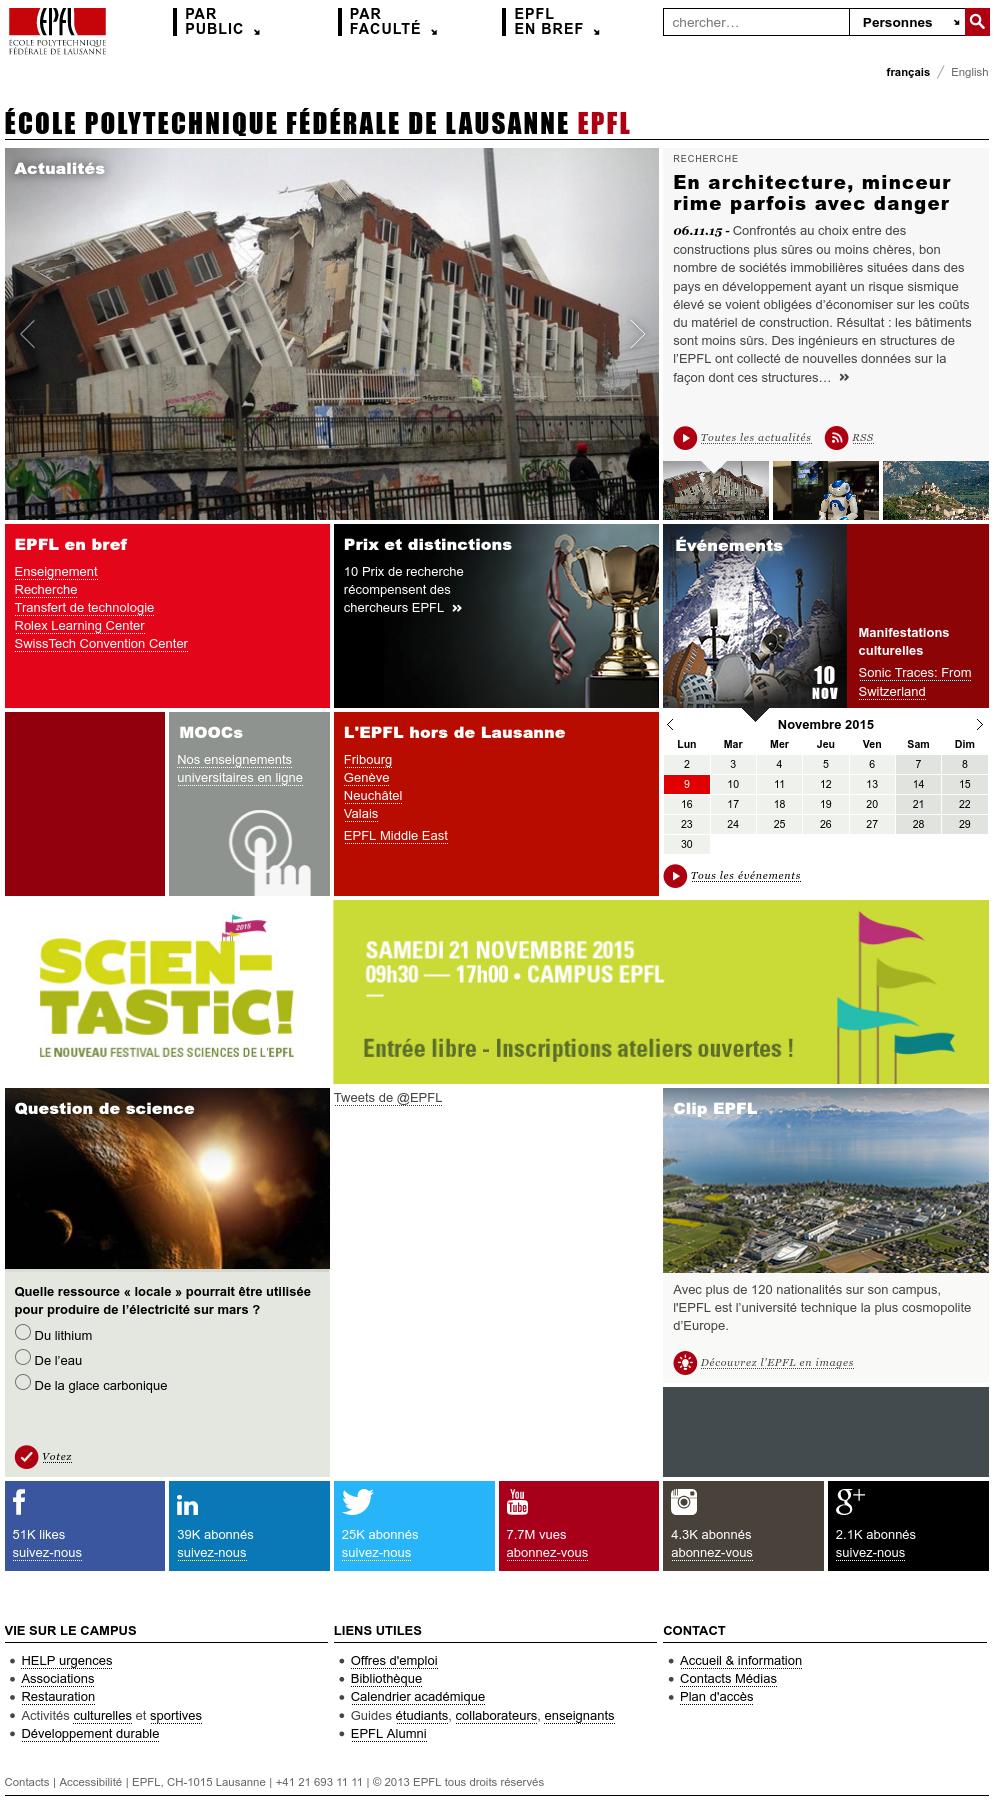 EPFL
ÉCOLE POLYTECHNIQUE
FÉDÉRALE DE LAUSANNE
PAR
PUBLIC
PAR
FACULTÉ
EPFL
EN BREF
chercher...
Personnes
français / English
ÉCOLE POLYTECHNIQUE FÉDÉRALE DE LAUSANNE EPFL
Actualités
RECHERCHE
En architecture, minceur
rime parfois avec danger
06.11.15 - Confrontés au choix entre des
constructions plus sûres ou moins chères, bon
nombre de sociétés immobilières situées dans des
pays en développement ayant un risque sismique
élevé se voient obligées d'économiser sur les coûts
du matériel de construction. Résultat : les bâtiments
sont moins sûrs. Des ingénieurs en structures de
l'EPFL ont collecté de nouvelles données sur la
façon dont ces structures... »
Toutes les actualités
RSS
EPFL en bref
Enseignement
Recherche
Transfert de technologie
Rolex Learning Center
SwissTech Convention Center
Prix et distinctions
10 Prix de recherche
récompensent des
chercheurs EPFL »
Événements
10
NOV
Manifestations
culturelles
Sonic Traces: From
Switzerland
MOOCs
Nos enseignements
universitaires en ligne
L'EPFL hors de Lausanne
Fribourg
Genève
Neuchâtel
Valais
EPFL Middle East
Novembre 2015
Lun Mar Mer Jeu Ven Sam Dim
2 3 4 5 6 7 8
9 10 11 12 13 14 15
16 17 18 19 20 21 22
23 24 25 26 27 28 29
30
Tous les événements
2015
SCIEN-
TASTIC!
LE NOUVEAU FESTIVAL DES SCIENCES DE L'EPFL
SAMEDI 21 NOVEMBRE 2015
09h30 — 17h00 • CAMPUS EPFL
—
Entrée libre - Inscriptions ateliers ouvertes !
Question de science
Quelle ressource « locale » pourrait être utilisée
pour produire de l'électricité sur mars ?
Du lithium
De l'eau
De la glace carbonique
Votez
Tweets de @EPFL
Clip EPFL
Avec plus de 120 nationalités sur son campus,
l'EPFL est l'université technique la plus cosmopolite
d'Europe.
Découvrez l'EPFL en images
f
51K likes
suivez-nous
in
39K abonnés
suivez-nous
25K abonnés
suivez-nous
You
Tube
7.7M vues
abonnez-vous
4.3K abonnés
abonnez-vous
g+
2.1K abonnés
suivez-nous
VIE SUR LE CAMPUS
• HELP urgences
• Associations
• Restauration
• Activités culturelles et sportives
• Développement durable
LIENS UTILES
• Offres d'emploi
• Bibliothèque
• Calendrier académique
• Guides étudiants, collaborateurs, enseignants
• EPFL Alumni
CONTACT
• Accueil & information
• Contacts Médias
• Plan d'accès
Contacts | Accessibilité | EPFL, CH-1015 Lausanne | +41 21 693 11 11 | © 2013 EPFL tous droits réservés